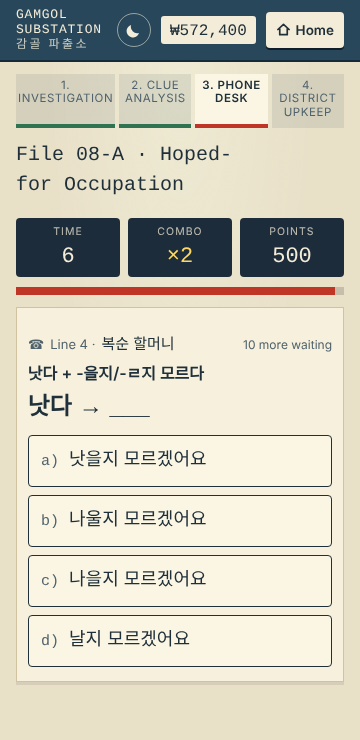 GAMGOL
SUBSTATION
감골 파출소
₩572,400
Home
1. INVESTIGATION
2. CLUE ANALYSIS
3. PHONE DESK
4. DISTRICT UPKEEP
File 08-A · Hoped-
for Occupation
TIME
6
COMBO
×2
POINTS
500
☎ Line 4 · 복순 할머니
10 more waiting
낫다 + -을지/-ㄹ지 모르다
낫다 → ___
a) 낫을지 모르겠어요
b) 나울지 모르겠어요
c) 나을지 모르겠어요
d) 날지 모르겠어요